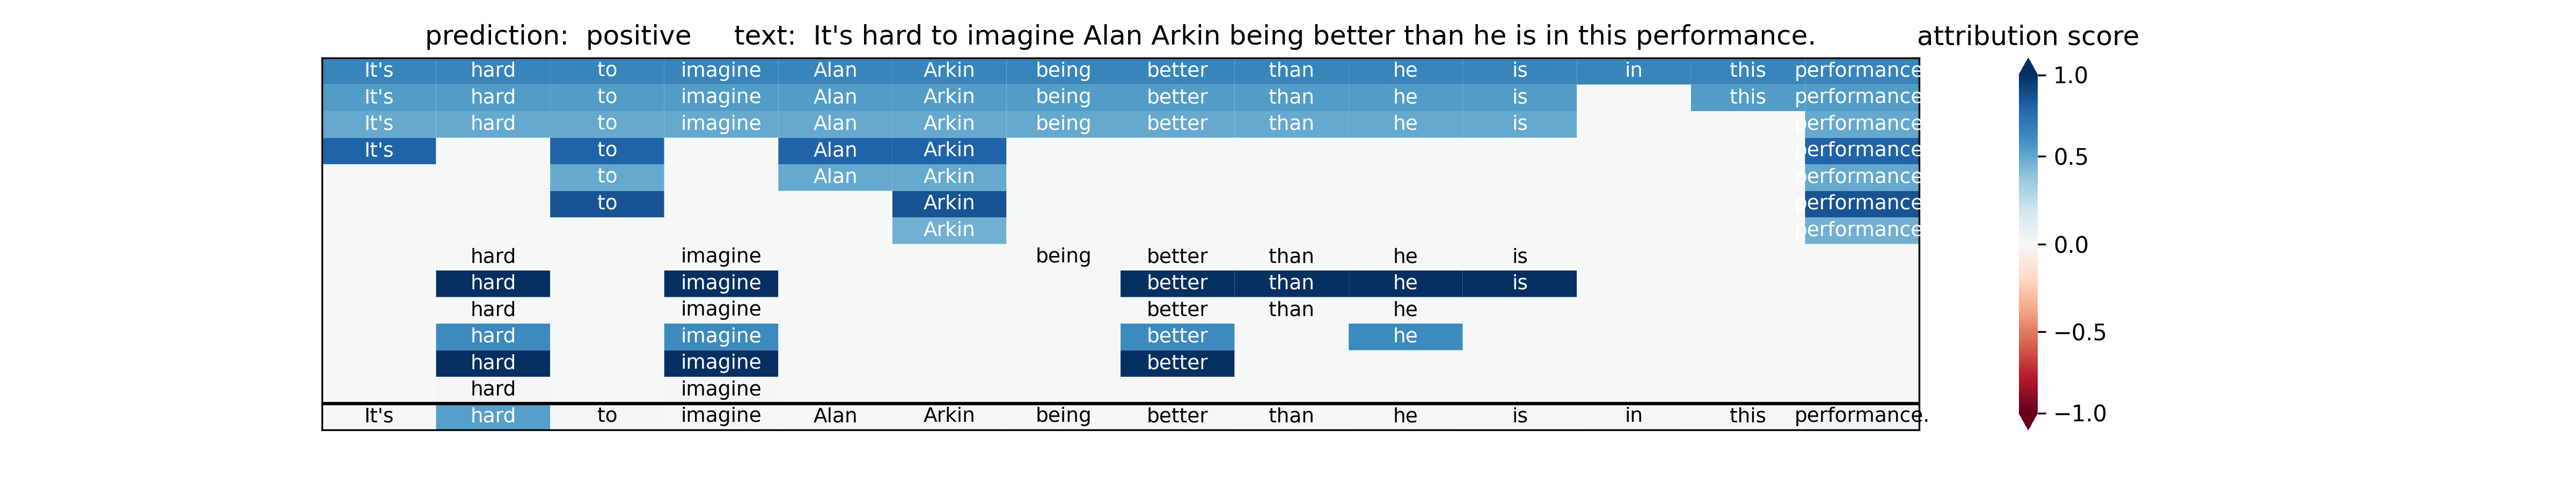 prediction: positive text: It's hard to imagine Alan Arkin being better than he is in this performance. attribution score
It's hard to imagine Alan Arkin being better than he is in this performance.
It's hard to imagine Alan Arkin being better than he is this performance.
It's hard to imagine Alan Arkin being better than he is performance.
It's to Alan Arkin performance.
to Alan Arkin performance.
to Arkin performance.
Arkin performance.
hard imagine being better than he is
hard imagine better than he is
hard imagine better than he
hard imagine better he
hard imagine better
hard imagine
It's hard to imagine Alan Arkin being better than he is in this performance.
1.0
0.5
0.0
−0.5
−1.0